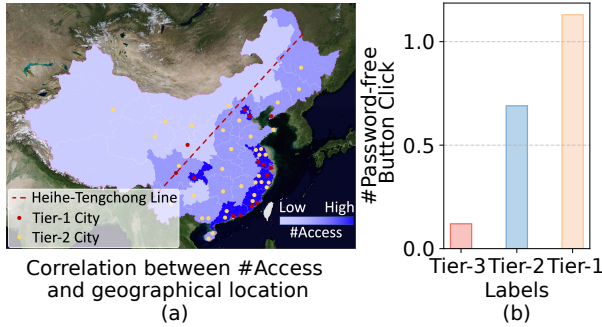 Heihe-Tengchong Line
Tier-1 City
Tier-2 City
Low High
#Access
Correlation between #Access
and geographical location
(a)
#Password-free
Button Click
1.0
0.5
0.0
Tier-3 Tier-2 Tier-1
Labels
(b)